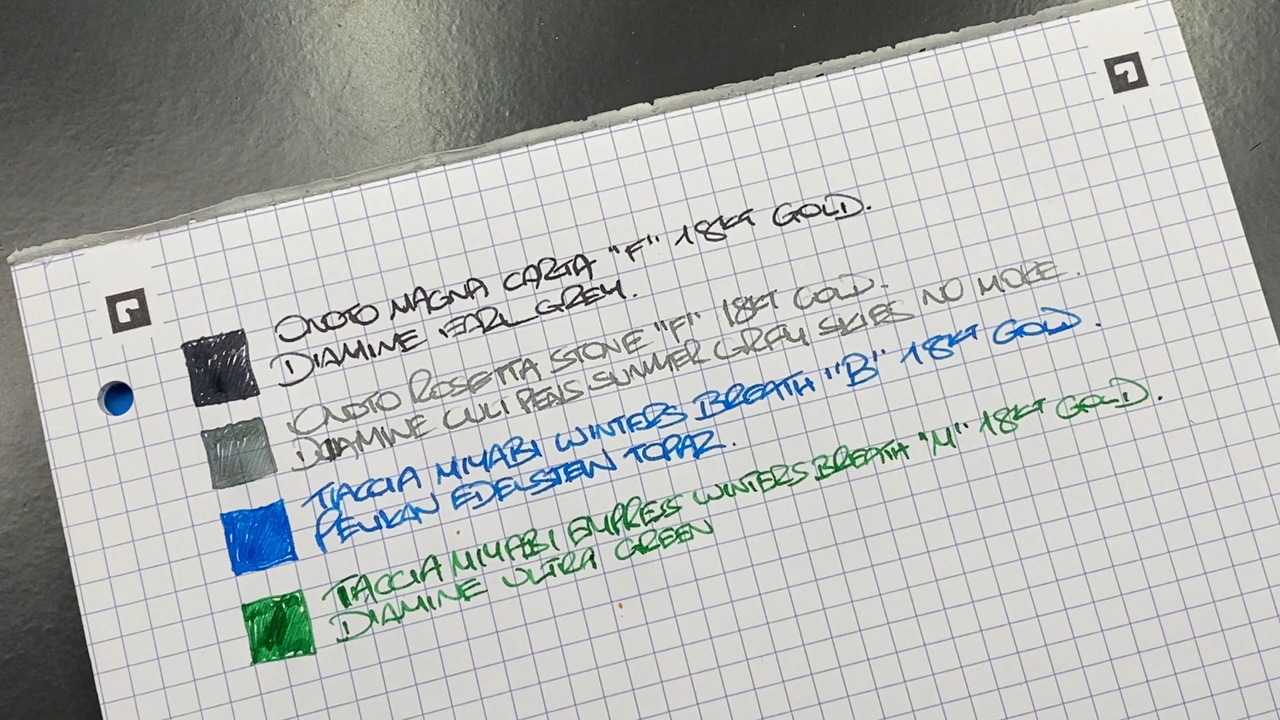 ONOTO MAGNA CARTA "F" 18KT GOLD.
DIAMINE EARL GREY.
ONOTO ROSETTA STONE "F" 18KT GOLD.
DIAMINE CULT PENS SUMMER GREY SKIES NO MORE.
TACCIA MIYABI WINTERS BREATH "B" 18KT GOLD.
PELIKAN EDELSTEIN TOPAZ.
TACCIA MIYABI EMPRESS WINTERS BREATH "M" 18KT GOLD.
DIAMINE ULTRA GREEN